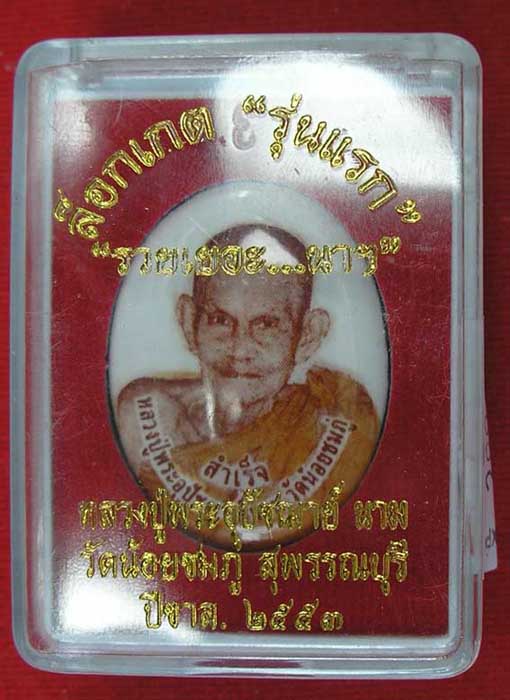 ล็อกเกต "รุ่นแรก"
"รวยเยอะ...นาๆ"
หลวงปู่พระอุปั
สำเร็จ
วัดน้อยชมภู่
หลวงปู่พระอุปัชฌาย์ นาม
วัดน้อยชมภู่ สุพรรณบุรี
ปีขาล. ๒๕๕๓